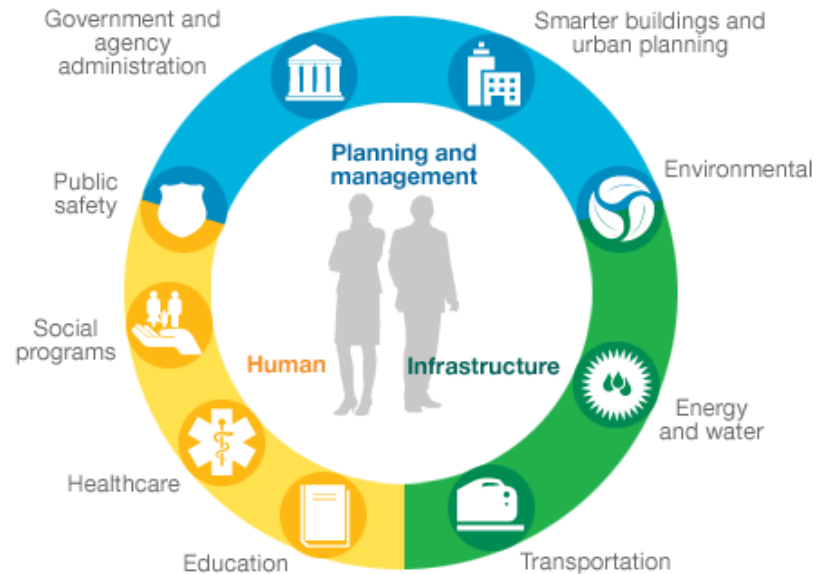 Government and
agency
administration
Smarter buildings and
urban planning
Planning and
management
Public
safety
Environmental
Social
programs
Human
Infrastructure
Energy
and water
Healthcare
Education
Transportation